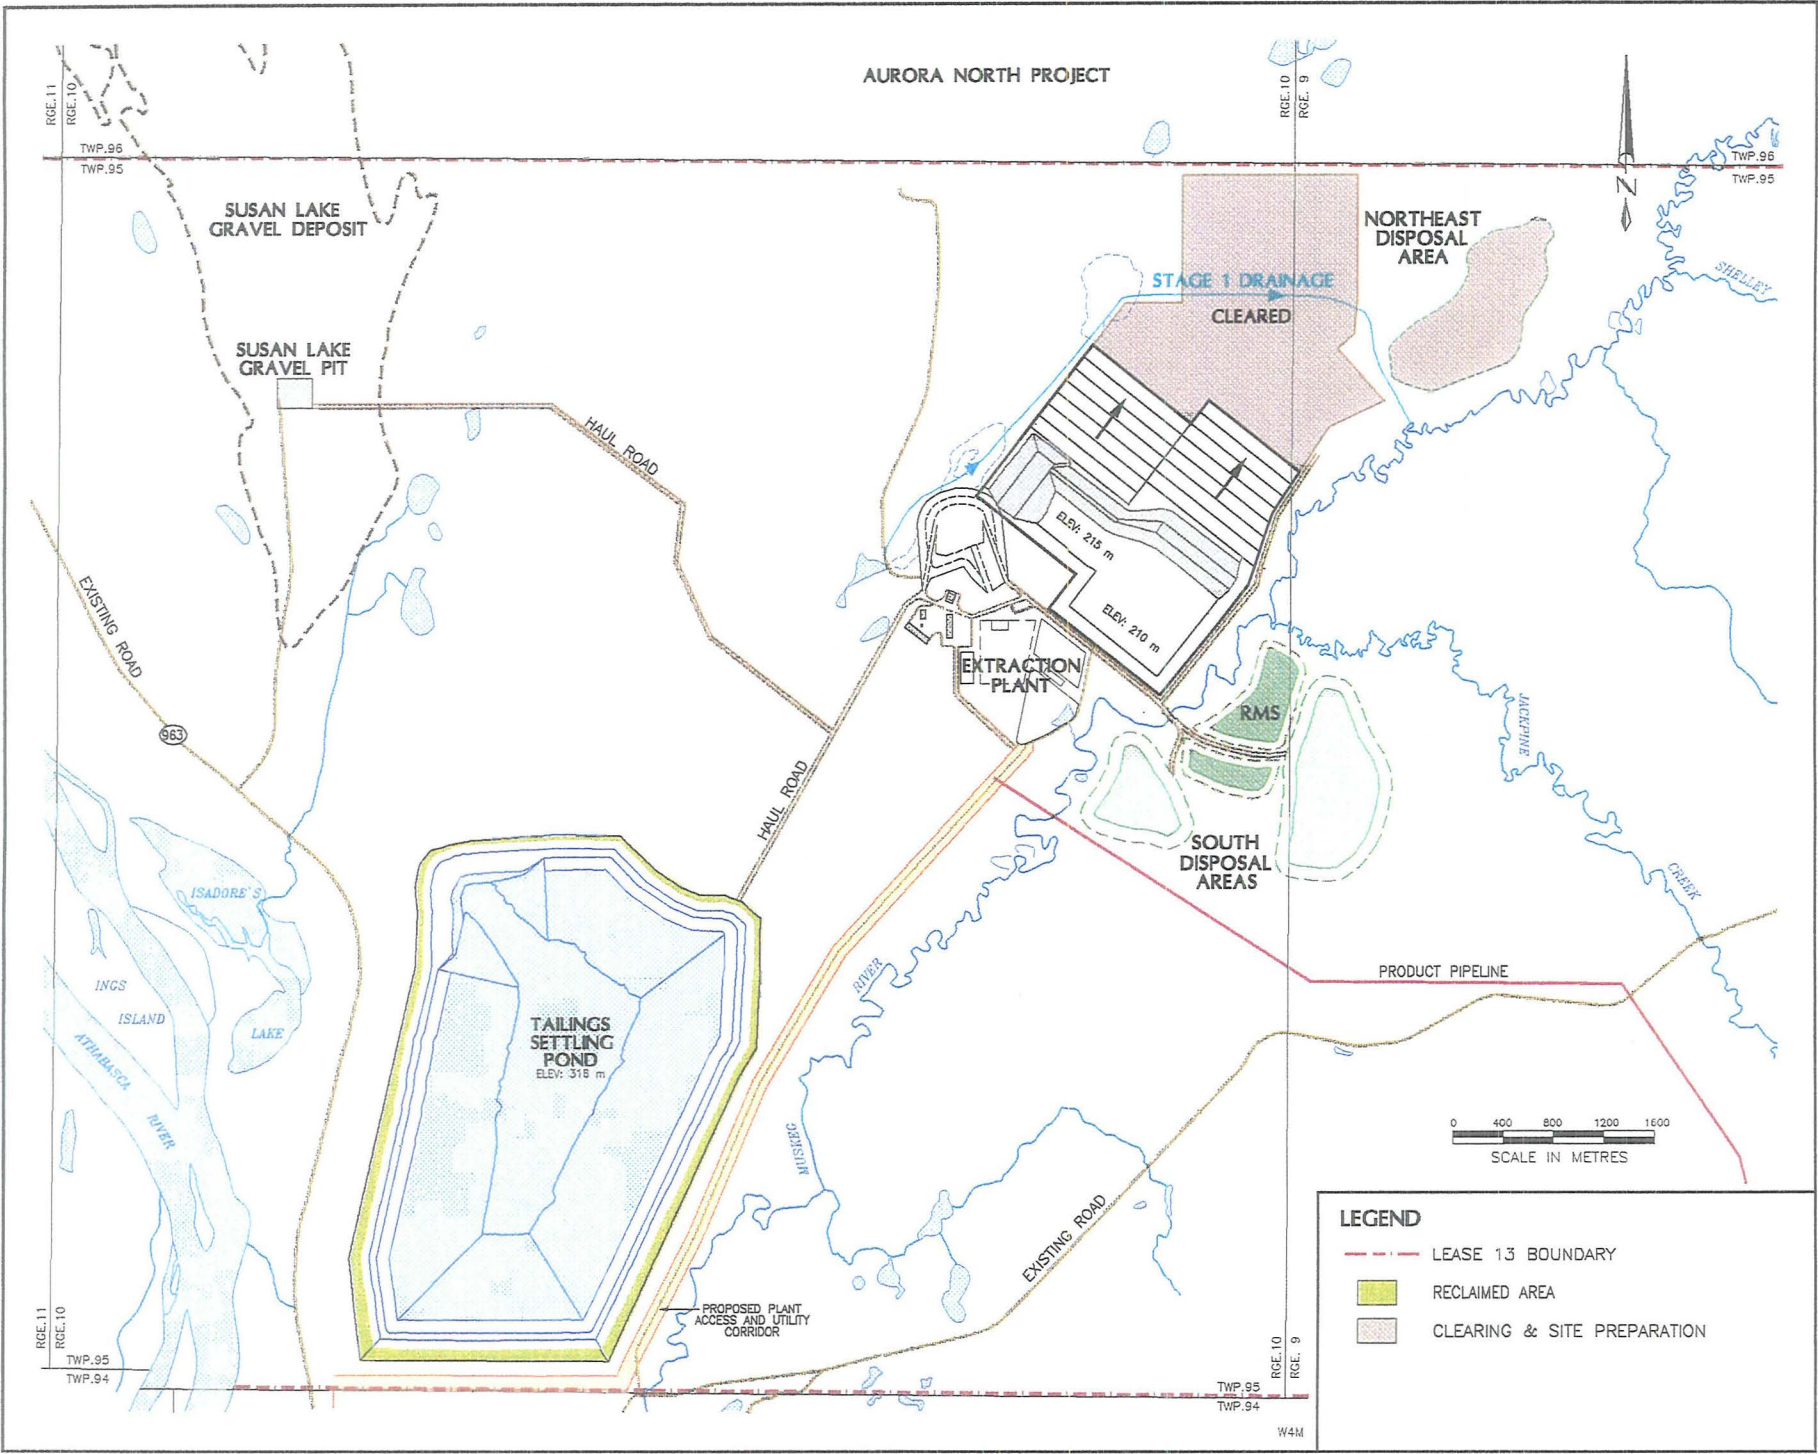 AURORA NORTH PROJECT
RGE.11
RGE.10
RGE.10
RGE. 9
TWP.96
TWP.95
TWP.96
TWP.95
N
SUSAN LAKE
GRAVEL DEPOSIT
NORTHEAST
DISPOSAL
AREA
SHELLEY
STAGE 1 DRAINAGE
CLEARED
SUSAN LAKE
GRAVEL PIT
HAUL ROAD
ELEV: 215 m
ELEV: 210 m
EXISTING ROAD
963
EXTRACTION
PLANT
RMS
JACKPINE
CREEK
HAUL ROAD
SOUTH
DISPOSAL
AREAS
ISADORE'S
LAKE
INGS
ISLAND
ATHABASCA
RIVER
RIVER
MUSKEG
PRODUCT PIPELINE
TAILINGS
SETTLING
POND
ELEV: 318 m
EXISTING ROAD
PROPOSED PLANT
ACCESS AND UTILITY
CORRIDOR
0 400 800 1200 1600
SCALE IN METRES
LEGEND
LEASE 13 BOUNDARY
RECLAIMED AREA
CLEARING & SITE PREPARATION
RGE.11
RGE.10
RGE.10
RGE. 9
TWP.95
TWP.94
TWP.95
TWP.94
W4M